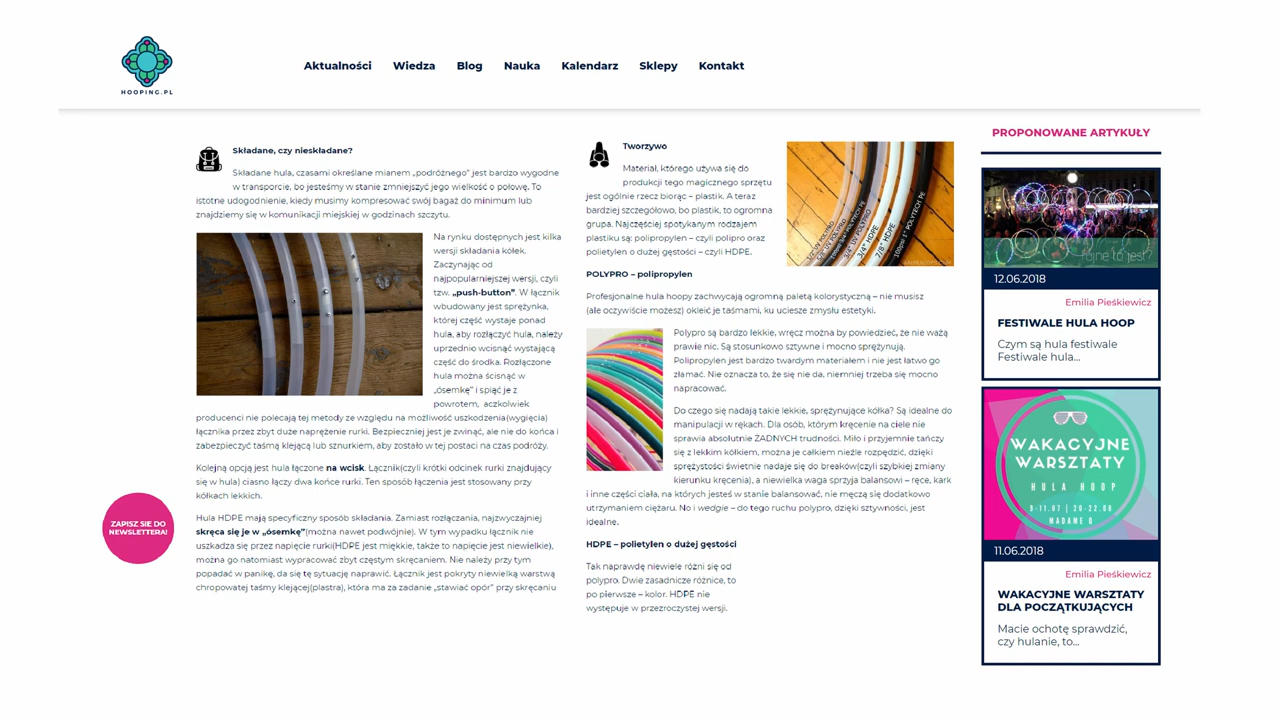 HOOPING.PL
Aktualności Wiedza Blog Nauka Kalendarz Sklepy Kontakt
Składane, czy nieskładane?
Składane hula, czasami określane mianem „podróżnego” jest bardzo wygodne
w transporcie, bo jesteśmy w stanie zmniejszyć jego wielkość o połowę. To
istotne udogodnienie, kiedy musimy kompresować swój bagaż do minimum lub
znajdziemy się w komunikacji miejskiej w godzinach szczytu.
Na rynku dostępnych jest kilka
wersji składania kółek.
Zaczynając od
najpopularniejszej wersji, czyli
tzw. „push-button”. W łącznik
wbudowany jest sprężynka,
której część wystaje ponad
hula, aby rozłączyć hula, należy
uprzednio wcisnąć wystającą
część do środka. Rozłączone
hula można ścisnąć w
„ósemkę” i spiąć je z
powrotem, aczkolwiek
producenci nie polecają tej metody ze względu na możliwość uszkodzenia(wygięcia)
łącznika przez zbyt duże naprężenie rurki. Bezpieczniej jest je zwinąć, ale nie do końca i
zabezpieczyć taśmą klejącą lub sznurkiem, aby zostało w tej postaci na czas podróży.
Kolejną opcją jest hula łączone na wcisk. Łącznik(czyli krótki odcinek rurki znajdujący
się w hula) ciasno łączy dwa końce rurki. Ten sposób łączenia jest stosowany przy
kółkach lekkich.
Hula HDPE mają specyficzny sposób składania. Zamiast rozłączania, najzwyczajniej
skręca się je w „ósemkę”(można nawet podwójnie). W tym wypadku łącznik nie
uszkadza się przez napięcie rurki(HDPE jest miękkie, także to napięcie jest niewielkie),
można go natomiast wypracować zbyt częstym skręcaniem. Nie należy przy tym
popadać w panikę, da się tę sytuację naprawić. Łącznik jest pokryty niewielką warstwą
chropowatej taśmy klejącej(plastra), która ma za zadanie „stawiać opór” przy skręcaniu
ZAPISZ SIĘ DO
NEWSLETTERA!
Tworzywo
Materiał, którego używa się do
produkcji tego magicznego sprzętu
jest ogólnie rzecz biorąc – plastik. A teraz
bardziej szczegółowo, bo plastik, to ogromna
grupa. Najczęściej spotykanym rodzajem
plastiku są: polipropylen – czyli polipro oraz
polietylen o dużej gęstości – czyli HDPE.
3/4" HDPE
7/8" HDPE
100psi 1" POLYTECH PE
POLYPRO – polipropylen
Profesjonalne hula hoopy zachwycają ogromną paletą kolorystyczną – nie musisz
(ale oczywiście możesz) okleić je taśmami, ku uciesze zmysłu estetyki.
Polypro są bardzo lekkie, wręcz można by powiedzieć, że nie ważą
prawie nic. Są stosunkowo sztywne i mocno sprężynują.
Polipropylen jest bardzo twardym materiałem i nie jest łatwo go
złamać. Nie oznacza to, że się nie da, niemniej trzeba się mocno
napracować.
Do czego się nadają takie lekkie, sprężynujące kółka? Są idealne do
manipulacji w rękach. Dla osób, którym kręcenie na ciele nie
sprawia absolutnie ŻADNYCH trudności. Miło i przyjemnie tańczy
się z lekkim kółkiem, można je całkiem nieźle rozpędzić, dzięki
sprężystości świetnie nadaje się do breaków(czyli szybkiej zmiany
kierunku kręcenia), a niewielka waga sprzyja balansowi – ręce, kark
i inne części ciała, na których jesteś w stanie balansować, nie męczą się dodatkowo
utrzymaniem ciężaru. No i wedgie – do tego ruchu polypro, dzięki sztywności, jest
idealne.
HDPE – polietylen o dużej gęstości
Tak naprawdę niewiele różni się od
polypro. Dwie zasadnicze różnice, to
po pierwsze – kolor. HDPE nie
występuje w przezroczystej wersji.
PROPONOWANE ARTYKUŁY
fajne to jest?
12.06.2018
Emilia Pieśkiewicz
FESTIWALE HULA HOOP
Czym są hula festiwale
Festiwale hula...
WAKACYJNE
WARSZTATY
HULA HOOP
9-11.07 | 20-22.08
MADANE Q
11.06.2018
Emilia Pieśkiewicz
WAKACYJNE WARSZTATY
DLA POCZĄTKUJĄCYCH
Macie ochotę sprawdzić,
czy hulanie, to...